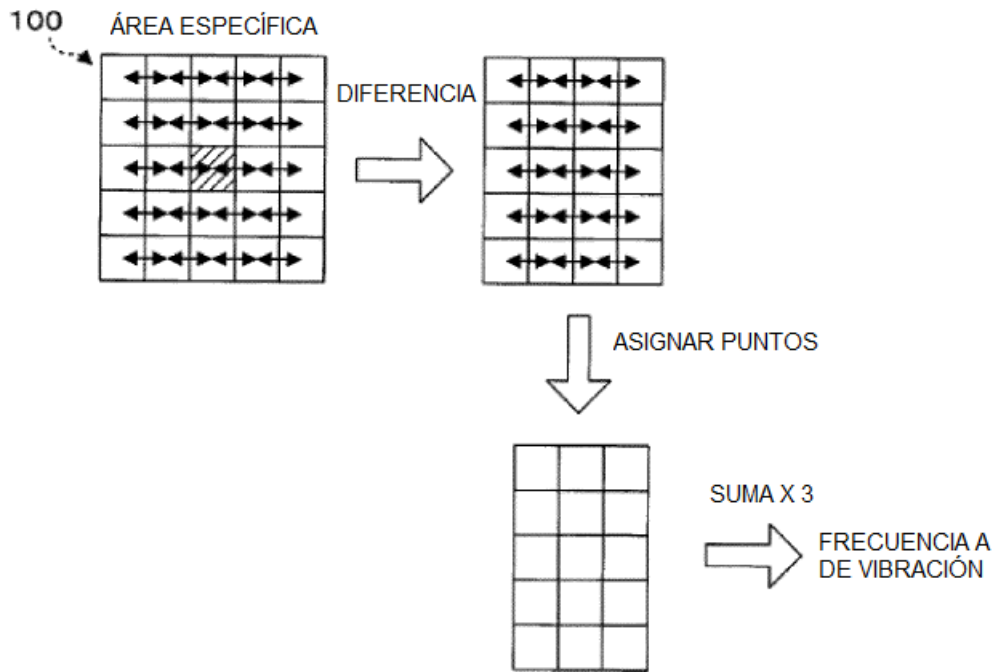 100
ÁREA ESPECÍFICA
DIFERENCIA
ASIGNAR PUNTOS
SUMA X 3
FRECUENCIA A
DE VIBRACIÓN